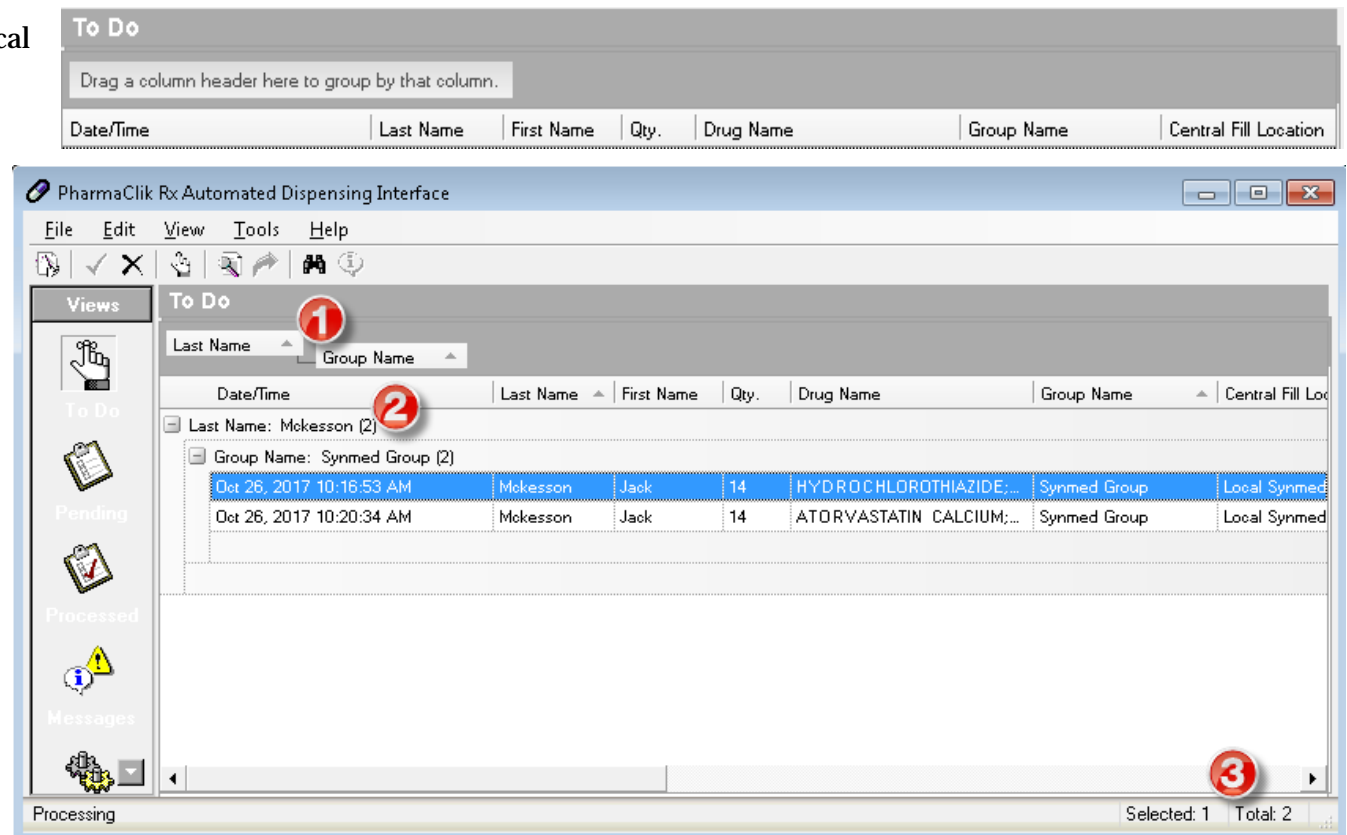 cal
To Do
Drag a column header here to group by that column.
Date/Time Last Name First Name Qty. Drug Name Group Name Central Fill Location
PharmaClik Rx Automated Dispensing Interface
File Edit View Tools Help
Views To Do
1
Last Name Group Name
Date/Time Last Name First Name Qty. Drug Name Group Name Central Fill Loc
2
To Do
Last Name: Mckesson (2)
Group Name: Synmed Group (2)
Oct 26, 2017 10:16:53 AM Mckesson Jack 14 HYDROCHLOROTHIAZIDE;... Synmed Group Local Synmed
Oct 26, 2017 10:20:34 AM Mckesson Jack 14 ATORVASTATIN CALCIUM;... Synmed Group Local Synmed
Pending
Processed
Messages
3
Processing Selected: 1 Total: 2